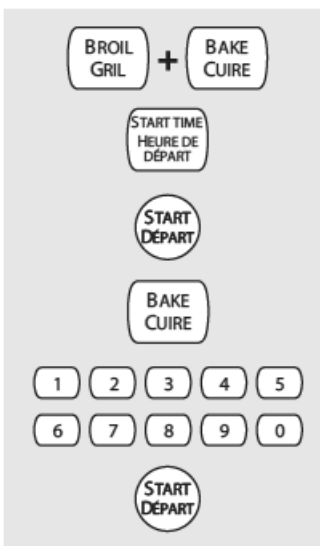 BROIL
GRIL
+
BAKE
CUIRE
START TIME
HEURE DE
DÉPART
START
DÉPART
BAKE
CUIRE
1 2 3 4 5
6 7 8 9 0
START
DÉPART